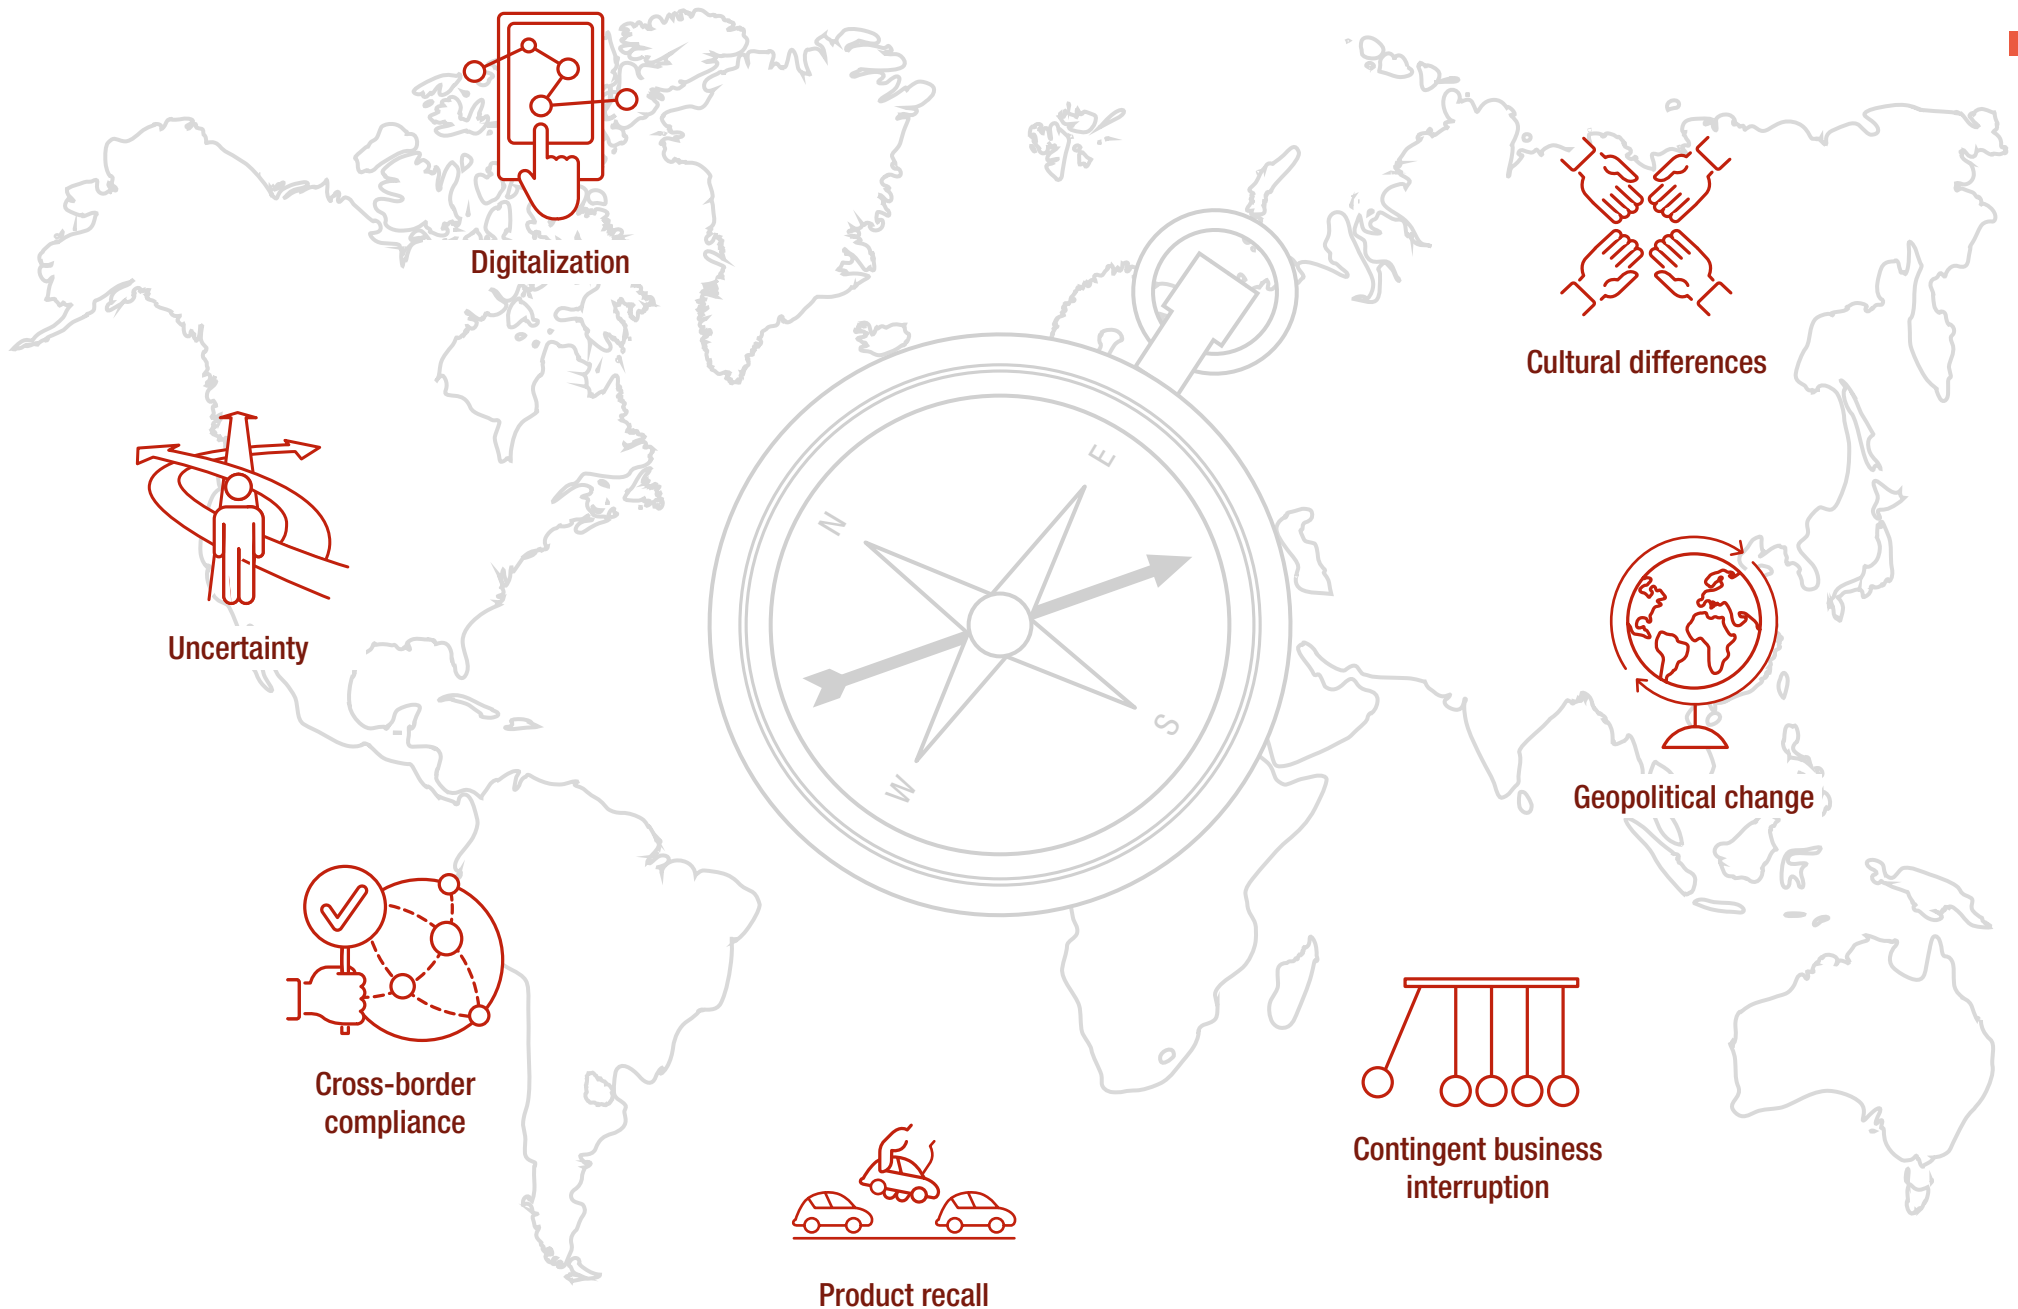 Digitalization
Cultural differences
E
N
Uncertainty
S
W
Geopolitical change
Cross-border
compliance
Contingent business
interruption
Product recall